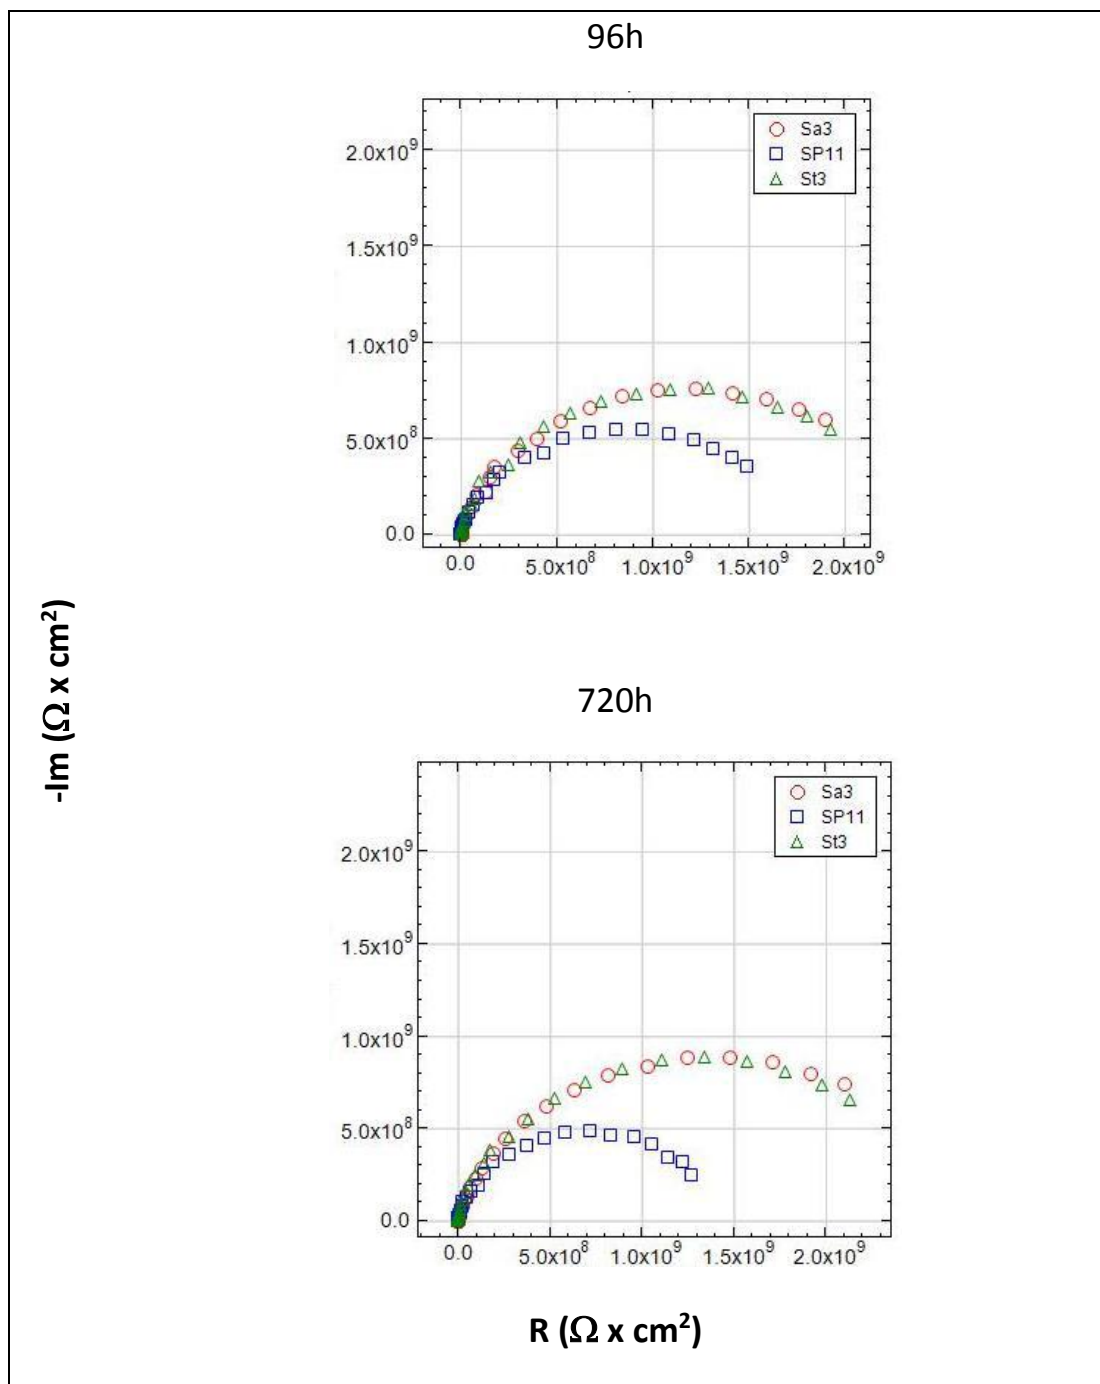 96h
Sa3
SP11
St3
2.0x10⁹
1.5x10⁹
1.0x10⁹
5.0x10⁸
0.0
0.0 5.0x10⁸ 1.0x10⁹ 1.5x10⁹ 2.0x10⁹
-Im (Ω x cm²)
720h
Sa3
SP11
St3
2.0x10⁹
1.5x10⁹
1.0x10⁹
5.0x10⁸
0.0
0.0 5.0x10⁸ 1.0x10⁹ 1.5x10⁹ 2.0x10⁹
R (Ω x cm²)